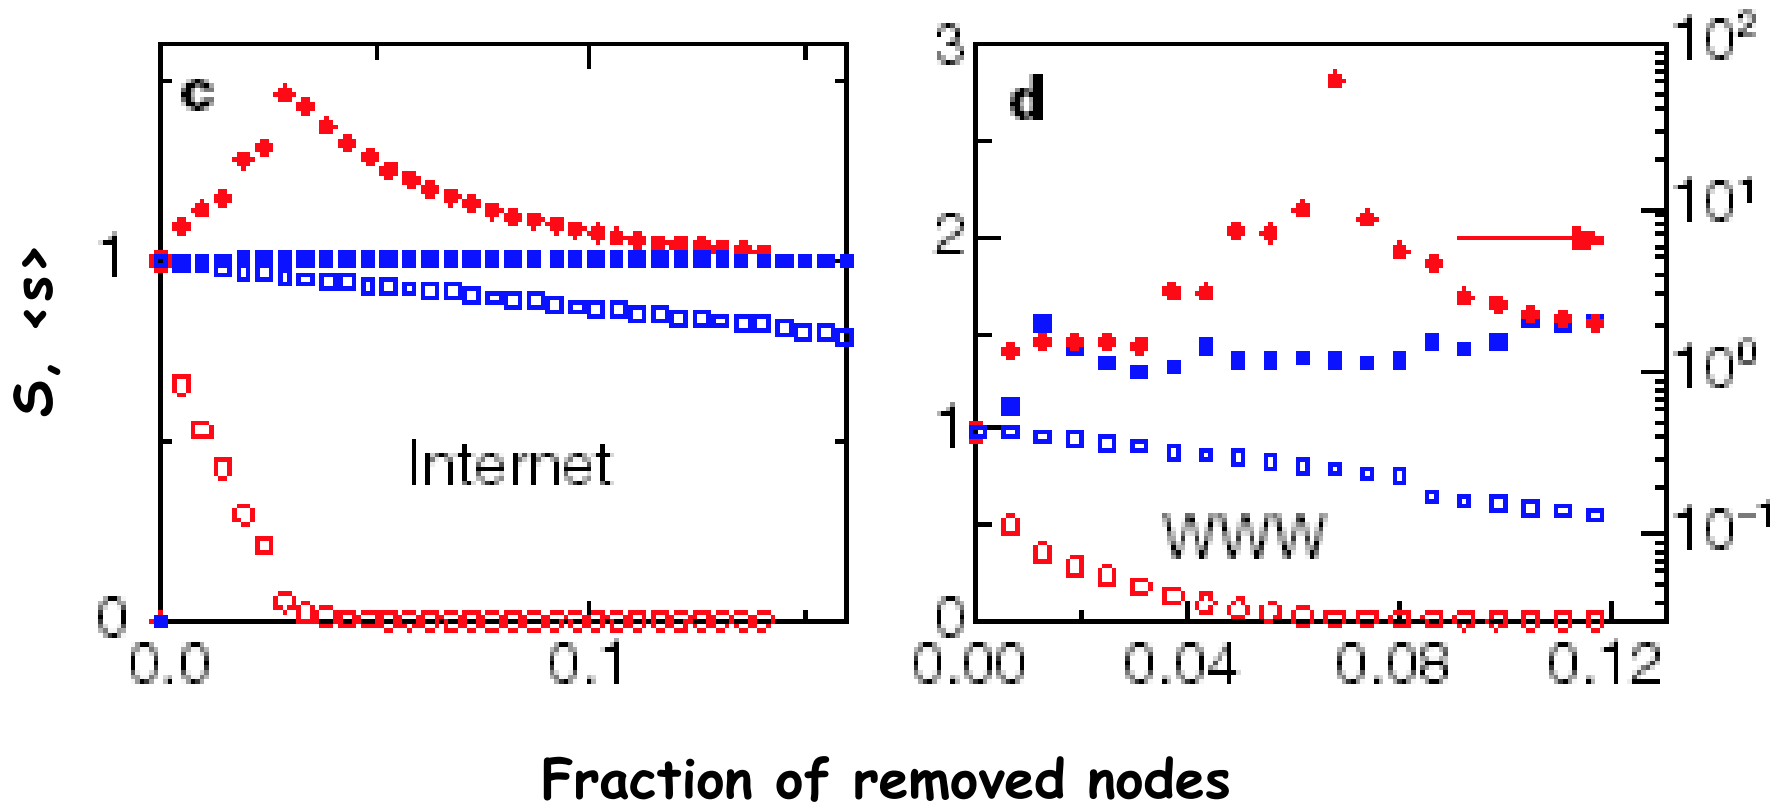 c
1
0
0.0
0.1
Internet
S, <s>
d
3
2
1
0
0.00
0.04
0.08
0.12
10²
10¹
10⁰
10⁻¹
WWW
Fraction of removed nodes